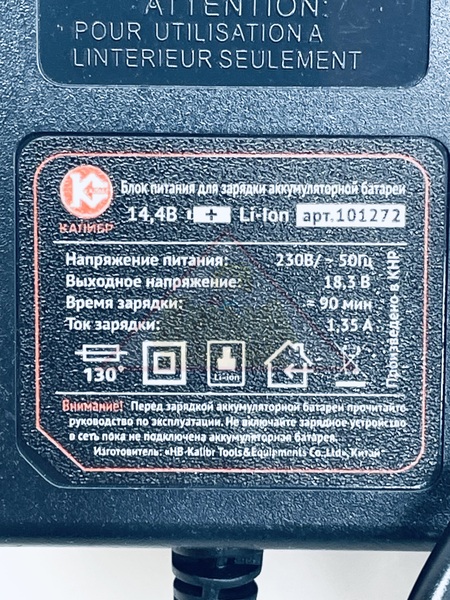 ATTENTION:
POUR UTILISATION A
LINTERIEUR SEULEMENT
КАЛИБР
Блок питания для зарядки аккумуляторной батареи
14,4В + Li-Ion арт.101272
Напряжение питания: 230В/~ 50Гц
Выходное напряжение: 18,3 В
Время зарядки: ≈ 90 мин
Ток зарядки: 1,35 А
Произведено в КНР
130°
Li-Ion
Внимание! Перед зарядкой аккумуляторной батареи прочитайте
руководство по эксплуатации. Не включайте зарядное устройство
в сеть пока не подключена аккумуляторная батарея.
Изготовитель: «HB-Kalibr Tools & Equipments Co.,Ltd», Китай